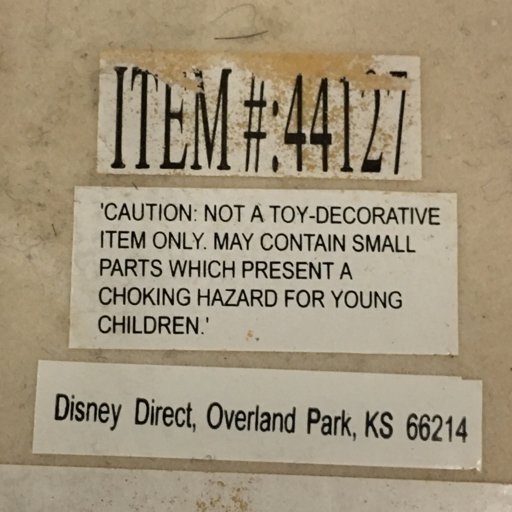 ITEM #:44127
'CAUTION: NOT A TOY-DECORATIVE
ITEM ONLY. MAY CONTAIN SMALL
PARTS WHICH PRESENT A
CHOKING HAZARD FOR YOUNG
CHILDREN.'
Disney Direct, Overland Park, KS 66214